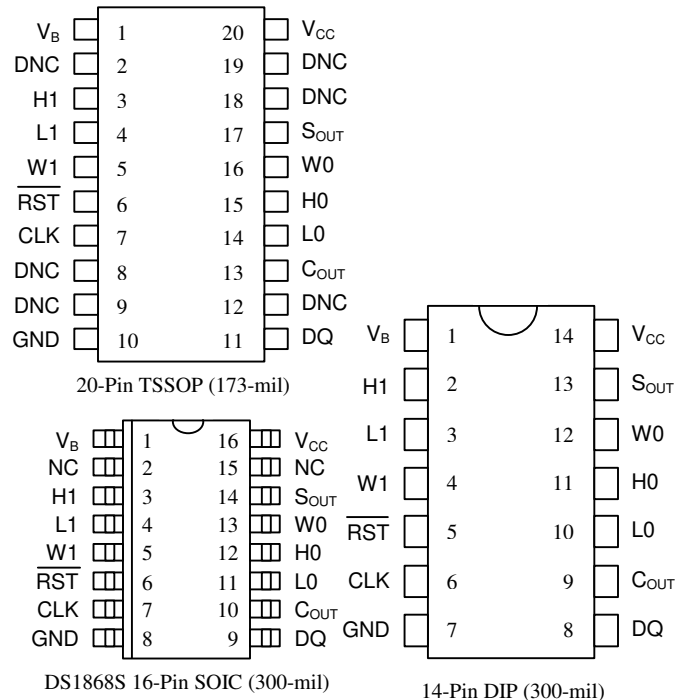 VB 1 20 VCC
DNC 2 19 DNC
H1 3 18 DNC
L1 4 17 SOUT
W1 5 16 W0
RST 6 15 H0
CLK 7 14 L0
DNC 8 13 COUT
DNC 9 12 DNC
GND 10 11 DQ
20-Pin TSSOP (173-mil)
VB 1 16 VCC
NC 2 15 NC
H1 3 14 SOUT
L1 4 13 W0
W1 5 12 H0
RST 6 11 L0
CLK 7 10 COUT
GND 8 9 DQ
DS1868S 16-Pin SOIC (300-mil)
VB 1 14 VCC
H1 2 13 SOUT
L1 3 12 W0
W1 4 11 H0
RST 5 10 L0
CLK 6 9 COUT
GND 7 8 DQ
14-Pin DIP (300-mil)